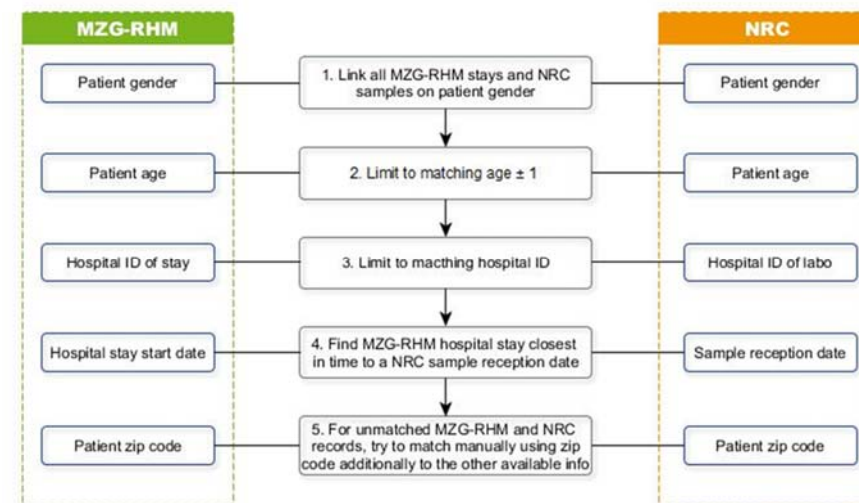 MZG-RHM
NRC
Patient gender
1. Link all MZG-RHM stays and NRC
samples on patient gender
Patient gender
Patient age
2. Limit to matching age ± 1
Patient age
Hospital ID of stay
3. Limit to macthing hospital ID
Hospital ID of labo
Hospital stay start date
4. Find MZG-RHM hospital stay closest
in time to a NRC sample reception date
Sample reception date
Patient zip code
5. For unmatched MZG-RHM and NRC
records, try to match manually using zip
code additionally to the other available info
Patient zip code